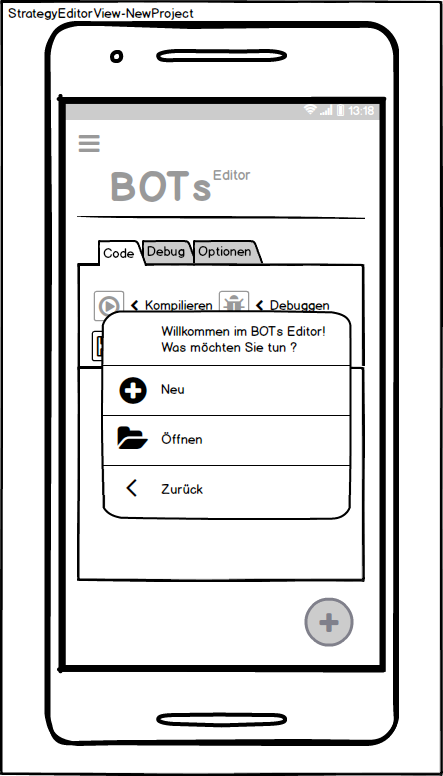 StrategyEditorView-NewProject
13:18
BOTs Editor
Code Debug Optionen
Kompilieren Debuggen
Willkommen im BOTs Editor!
Was möchten Sie tun ?
Neu
Öffnen
Zurück